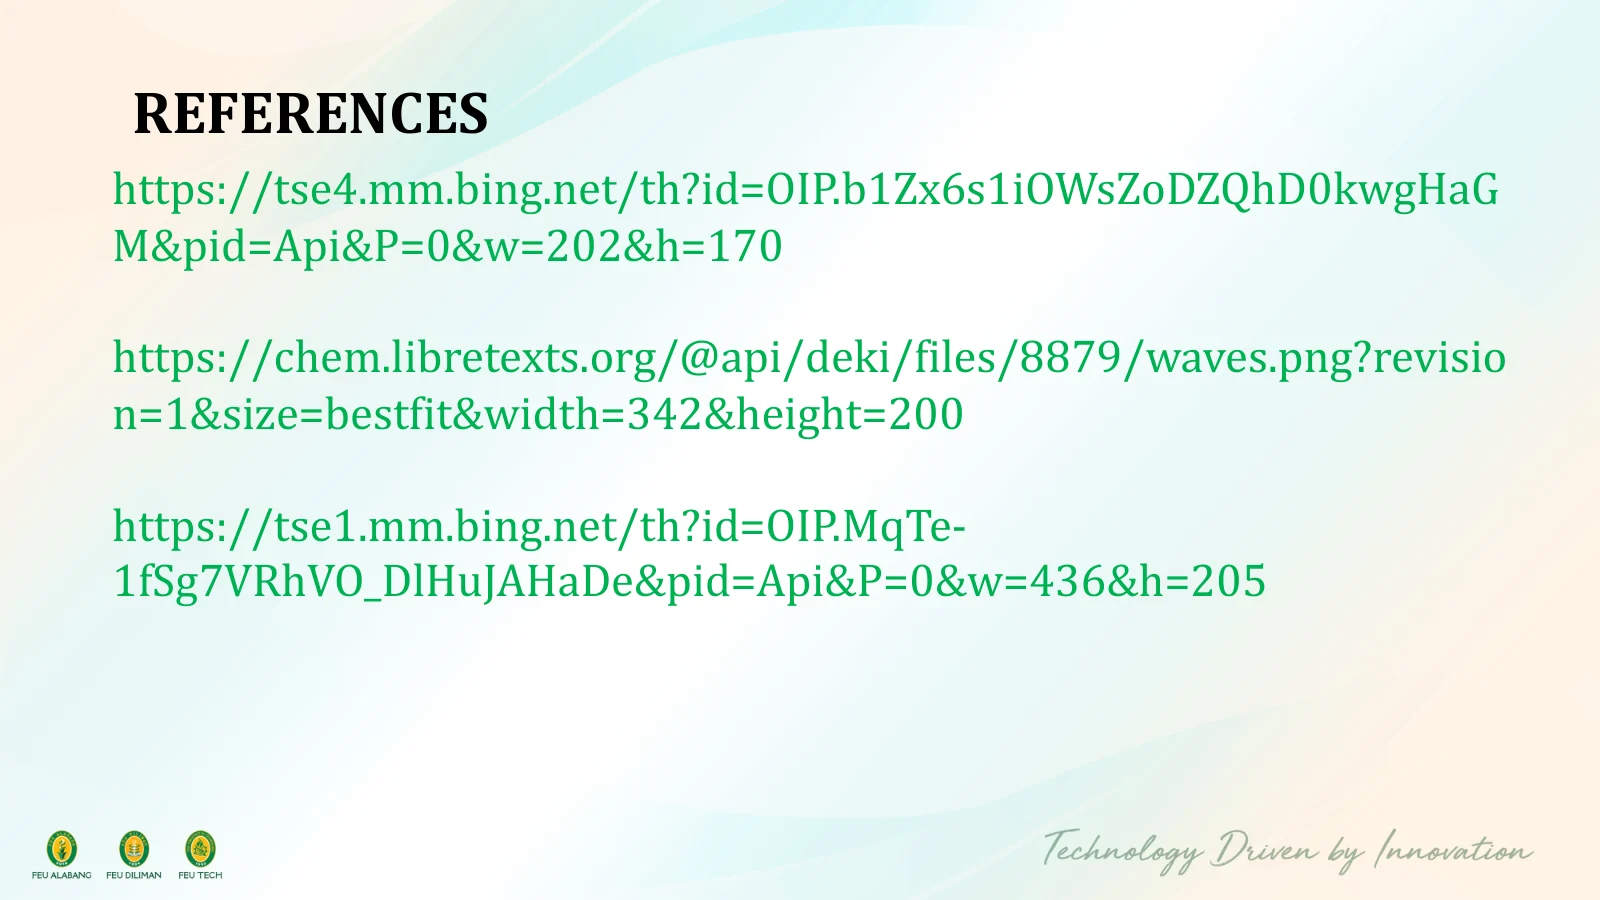 REFERENCES
https://tse4.mm.bing.net/th?id=OIP.b1Zx6s1iOWsZoDZQhD0kwgHaG
M&pid=Api&P=0&w=202&h=170
https://chem.libretexts.org/@api/deki/files/8879/waves.png?revisio
n=1&size=bestfit&width=342&height=200
https://tse1.mm.bing.net/th?id=OIP.MqTe-
1fSg7VRhVO_DlHuJAHaDe&pid=Api&P=0&w=436&h=205
FEU ALABANG FEU DILIMAN FEU TECH
Technology Driven by Innovation